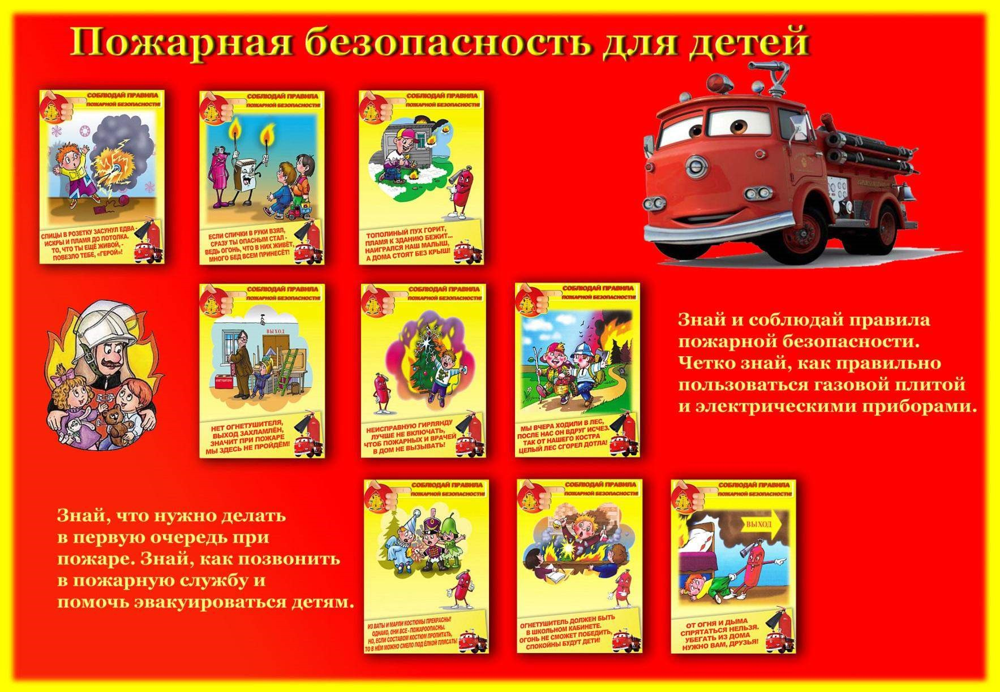 Пожарная безопасность для детей
СОБЛЮДАЙ ПРАВИЛА
ПОЖАРНОЙ БЕЗОПАСНОСТИ!
СПИЦЫ В РОЗЕТКУ ЗАСУНУЛ ЕДВА -
ИСКРЫ И ПЛАМЯ ДО ПОТОЛКА.
ТО, ЧТО ТЫ ЕЩЁ ЖИВОЙ, -
ПОВЕЗЛО ТЕБЕ, «ГЕРОЙ»!
СОБЛЮДАЙ ПРАВИЛА
ПОЖАРНОЙ БЕЗОПАСНОСТИ!
ЕСЛИ СПИЧКИ В РУКИ ВЗЯЛ,
СРАЗУ ТЫ ОПАСНЫМ СТАЛ -
ВЕДЬ ОГОНЬ, ЧТО В НИХ ЖИВЁТ,
МНОГО БЕД ВСЕМ ПРИНЕСЁТ!
СОБЛЮДАЙ ПРАВИЛА
ПОЖАРНОЙ БЕЗОПАСНОСТИ!
ТОПОЛИНЫЙ ПУХ ГОРИТ,
ПЛАМЯ К ЗДАНИЮ БЕЖИТ...
НАИГРАЛСЯ НАШ МАЛЫШ,
А ДОМА СТОЯТ БЕЗ КРЫШ!
СОБЛЮДАЙ ПРАВИЛА
ПОЖАРНОЙ БЕЗОПАСНОСТИ!
ВЫХОД
НЕТ ОГНЕТУШИТЕЛЯ,
ВЫХОД ЗАХЛАМЛЁН,
ЗНАЧИТ ПРИ ПОЖАРЕ
МЫ ЗДЕСЬ НЕ ПРОЙДЁМ!
СОБЛЮДАЙ ПРАВИЛА
ПОЖАРНОЙ БЕЗОПАСНОСТИ!
НЕИСПРАВНУЮ ГИРЛЯНДУ
ЛУЧШЕ НЕ ВКЛЮЧАТЬ,
ЧТОБ ПОЖАРНЫХ И ВРАЧЕЙ
В ДОМ НЕ ВЫЗЫВАТЬ!
СОБЛЮДАЙ ПРАВИЛА
ПОЖАРНОЙ БЕЗОПАСНОСТИ!
МЫ ВЧЕРА ХОДИЛИ В ЛЕС,
ПОСЛЕ НАС ОН ВДРУГ ИСЧЕЗ.
ТАК ОТ НАШЕГО КОСТРА
ЦЕЛЫЙ ЛЕС СГОРЕЛ ДОТЛА!
Знай и соблюдай правила
пожарной безопасности.
Четко знай, как правильно
пользоваться газовой плитой
и электрическими приборами.
Знай, что нужно делать
в первую очередь при
пожаре. Знай, как позвонить
в пожарную службу и
помочь эвакуироваться детям.
СОБЛЮДАЙ ПРАВИЛА
ПОЖАРНОЙ БЕЗОПАСНОСТИ!
ИЗ ВАТЫ И МАРЛИ КОСТЮМЫ ПРЕКРАСНЫ!
ОДНАКО, ОНИ ВСЕ - ПОЖАРООПАСНЫ.
НО, ЕСЛИ СОСТАВОМ КОСТЮМ ПРОПИТАТЬ,
ТО В НЁМ МОЖНО СМЕЛО ПОД ЁЛКОЙ ПЛЯСАТЬ!
СОБЛЮДАЙ ПРАВИЛА
ПОЖАРНОЙ БЕЗОПАСНОСТИ!
ОГНЕТУШИТЕЛЬ ДОЛЖЕН БЫТЬ
В ШКОЛЬНОМ КАБИНЕТЕ.
ОГОНЬ НЕ СМОЖЕТ ПОБЕДИТЬ,
СПОКОЙНЫ БУДУТ ДЕТИ!
СОБЛЮДАЙ ПРАВИЛА
ПОЖАРНОЙ БЕЗОПАСНОСТИ!
ВЫХОД
ОТ ОГНЯ И ДЫМА
СПРЯТАТЬСЯ НЕЛЬЗЯ.
УБЕГАТЬ ИЗ ДОМА
НУЖНО ВАМ, ДРУЗЬЯ!